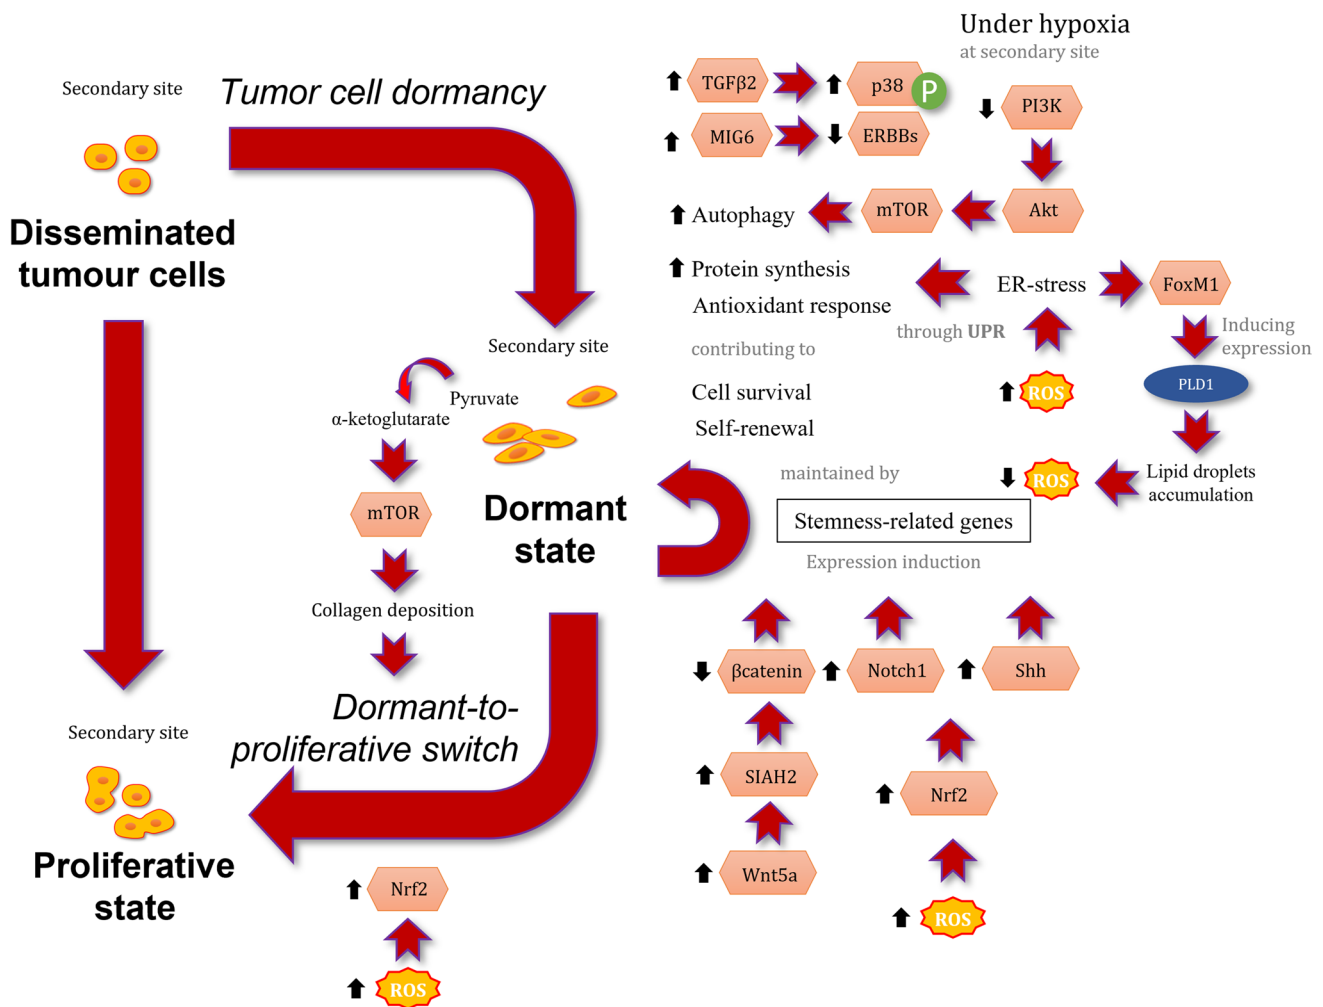 Under hypoxia
at secondary site
Secondary site
Tumor cell dormancy
TGFβ2
p38
P
PI3K
MIG6
ERBBs
Disseminated
tumour cells
Autophagy
mTOR
Akt
Protein synthesis
Antioxidant response
ER-stress
FoxM1
through UPR
Inducing
expression
contributing to
Cell survival
Self-renewal
ROS
PLD1
Secondary site
Pyruvate
α-ketoglutarate
mTOR
Collagen deposition
Dormant
state
maintained by
ROS
Lipid droplets
accumulation
Stemness-related genes
Expression induction
βcatenin
Notch1
Shh
SIAH2
Nrf2
Wnt5a
ROS
Dormant-to-
proliferative switch
Secondary site
Proliferative
state
Nrf2
ROS